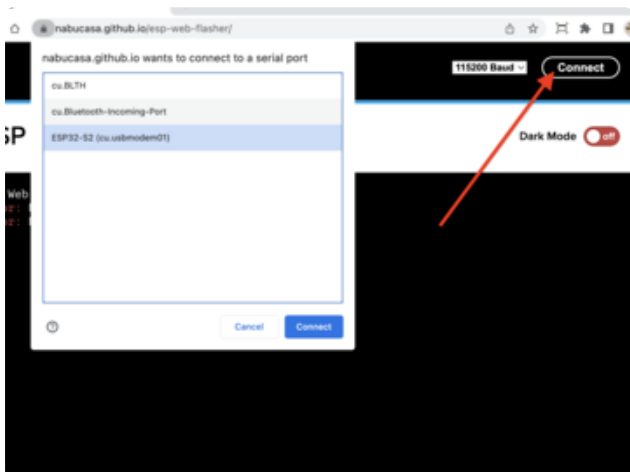 nabucasa.github.io/esp-web-flasher/
nabucasa.github.io wants to connect to a serial port
115200 Baud
Connect
cu.BLTH
cu.Bluetooth-Incoming-Port
ESP32-S2 (cu.usbmodem01)
SP
Dark Mode
off
Web
Cancel
Connect